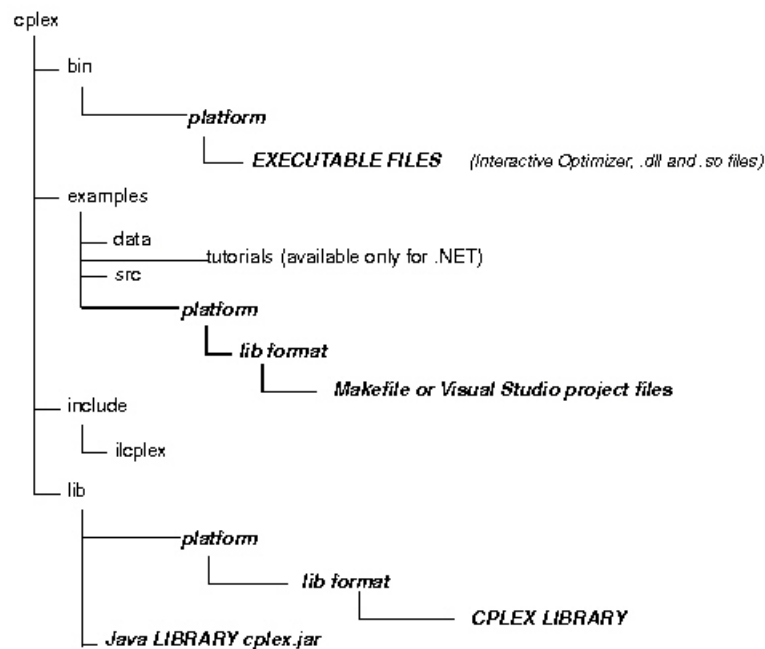 cplex
bin
platform
EXECUTABLE FILES (Interactive Optimizer, .dll and .so files)
examples
data
tutorials (available only for .NET)
src
platform
lib format
Makefile or Visual Studio project files
include
ilcplex
lib
platform
lib format
CPLEX LIBRARY
Java LIBRARY cplex.jar